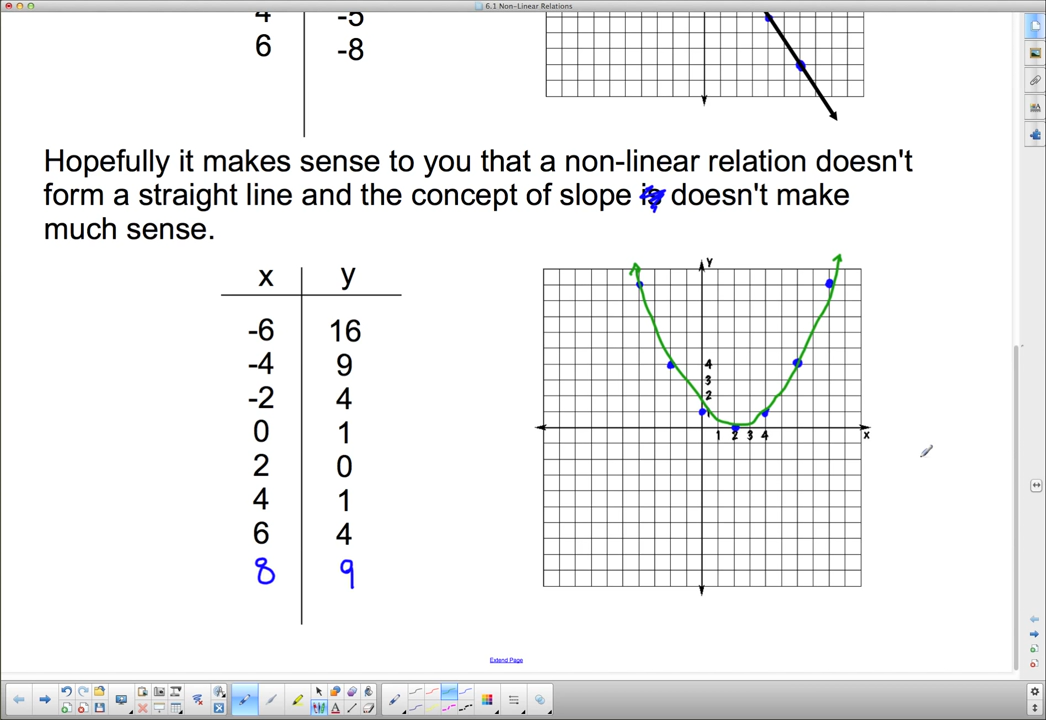 6.1 Non-Linear Relations
4 -5
6 -8
Hopefully it makes sense to you that a non-linear relation doesn't
form a straight line and the concept of slope is doesn't make
much sense.
x y
-6 16
-4 9
-2 4
0 1
2 0
4 1
6 4
8 9
Y
4
3
2
1
1 2 3 4 x
Extend Page